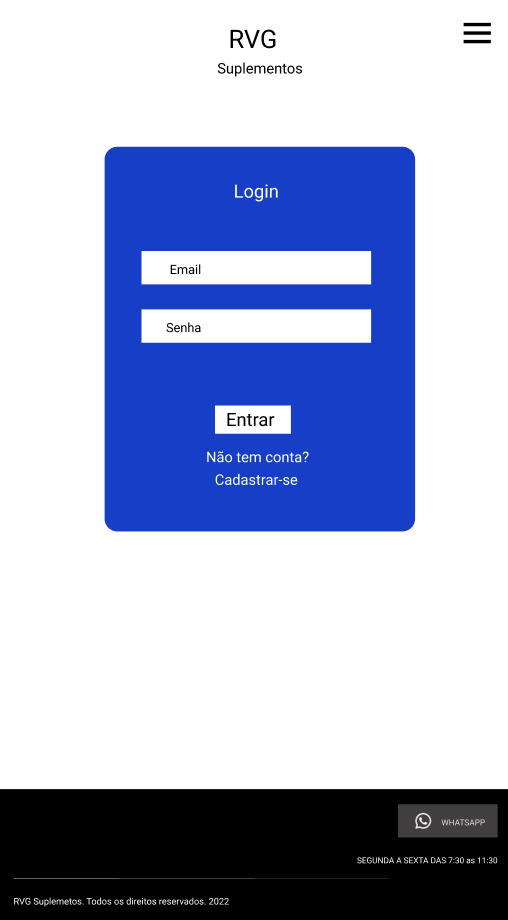 RVG
Suplementos
Login
Email
Senha
Entrar
Não tem conta?
Cadastrar-se
WHATSAPP
SEGUNDA A SEXTA DAS 7:30 as 11:30
RVG Suplemetos. Todos os direitos reservados. 2022